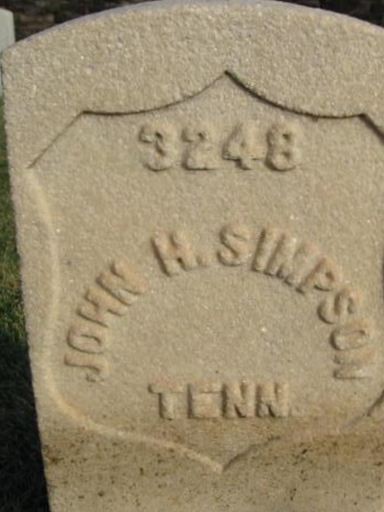 3248
JOHN H. SIMPSON
TENN.